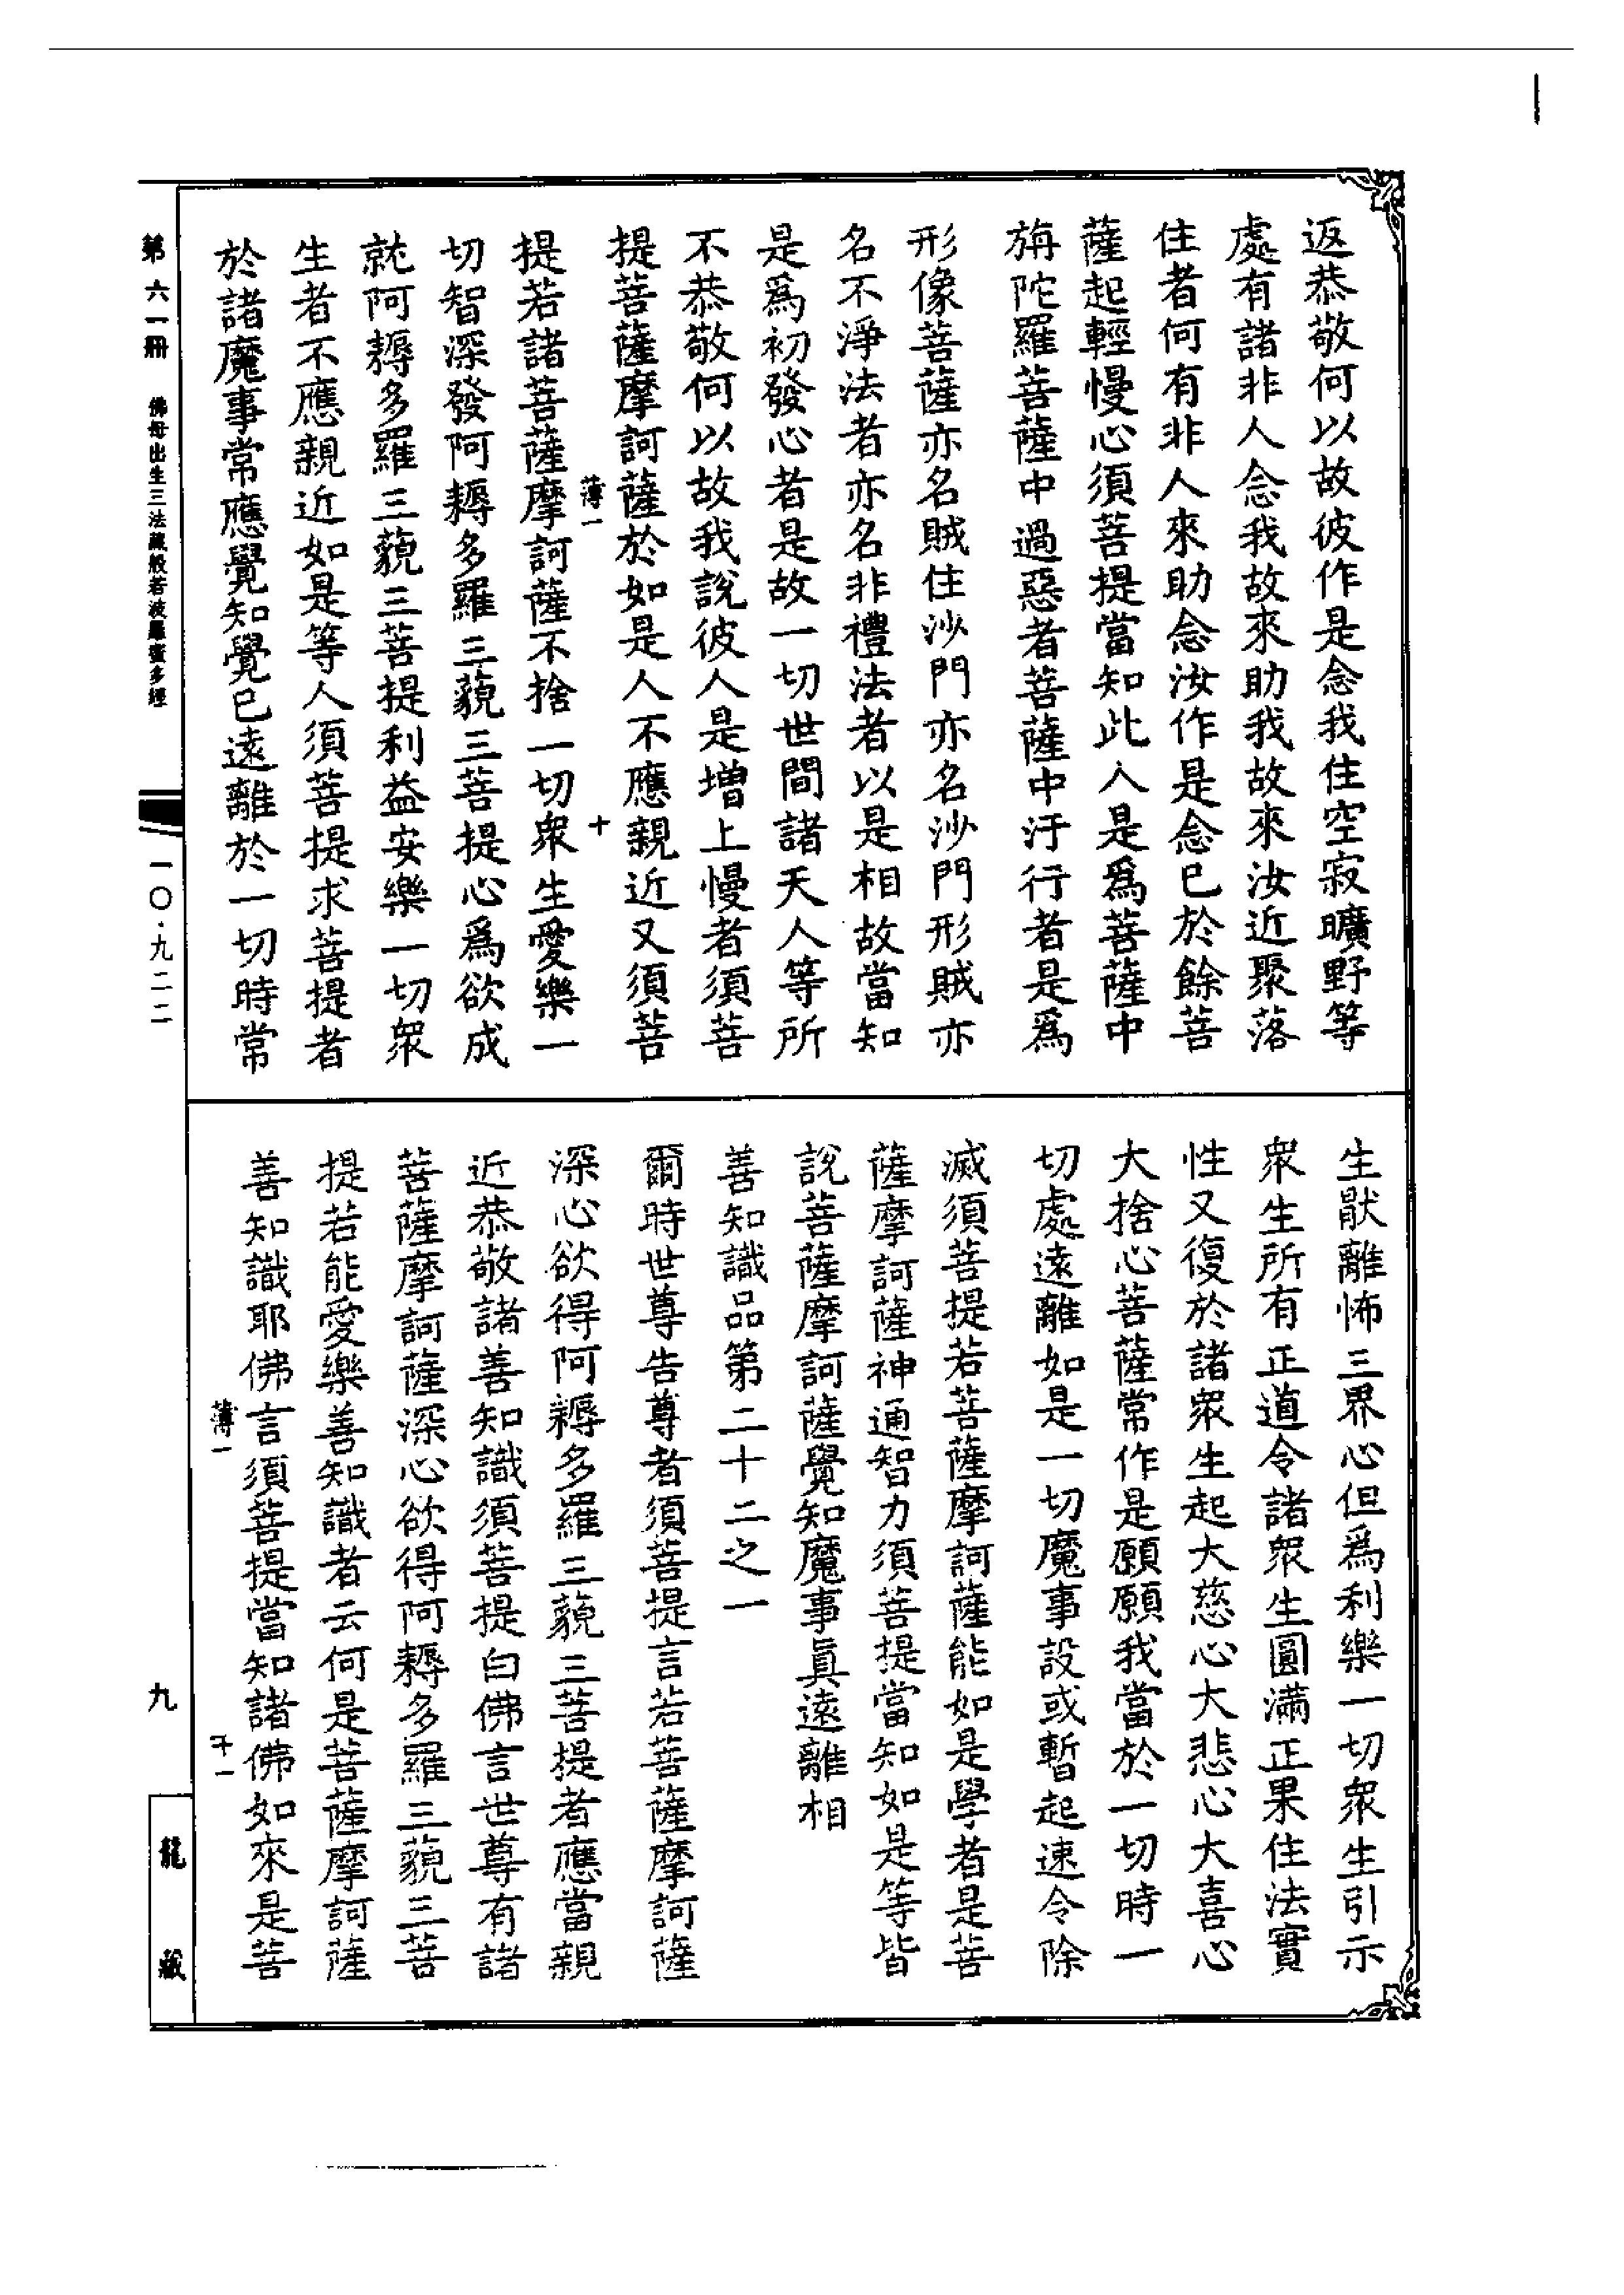 返恭敬何以故彼作是念我住空寂曠野等
處有諸非人念我故來助我故來汝近聚落
住者何有非人來助念汝作是念已於餘菩
薩起輕慢心須菩提當知此人是爲菩薩中
旃陀羅菩薩中過惡者菩薩中汙行者是爲
形像菩薩亦名賊住沙門亦名沙門形賊亦
名不淨法者亦名非禮法者以是相故當知
是爲初發心者是故一切世間諸天人等所
不恭敬何以故我說彼人是增上慢者須菩
提菩薩摩訶薩於如是人不應親近又須菩
薄一 十
提若諸菩薩摩訶薩不捨一切衆生愛樂一
切智深發阿耨多羅三藐三菩提心爲欲成
就阿耨多羅三藐三菩提利益安樂一切衆
生者不應親近如是等人須菩提求菩提者
於諸魔事常應覺知覺已遠離於一切時常
生厭離怖三界心但爲利樂一切衆生引示
衆生所有正道令諸衆生圓滿正果住法實
性又復於諸衆生起大慈心大悲心大喜心
大捨心菩薩常作是願願我當於一切時一
切處遠離如是一切魔事設或暫起速令除
滅須菩提若菩薩摩訶薩能如是學者是菩
薩摩訶薩神通智力須菩提當知如是等皆
說菩薩摩訶薩覺知魔事眞遠離相
善知識品第二十二之一
爾時世尊告尊者須菩提言若菩薩摩訶薩
深心欲得阿耨多羅三藐三菩提者應當親
近恭敬諸善知識須菩提白佛言世尊有諸
菩薩摩訶薩深心欲得阿耨多羅三藐三菩
提若能愛樂善知識者云何是菩薩摩訶薩
善知識耶佛言須菩提當知諸佛如來是菩
薄一 十一
第六一冊 佛母出生三法藏般若波羅蜜多經
一〇·九二二
九
龍藏